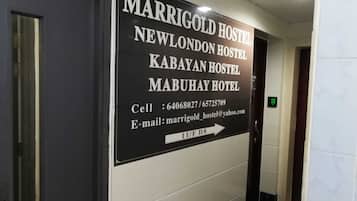 MARRIGOLD HOSTEL
NEWLONDON HOSTEL
KABAYAN HOSTEL
MABUHAY HOTEL
Cell : 64068027 / 65725709
E-mail: marrigold_hostel@yahoo.com